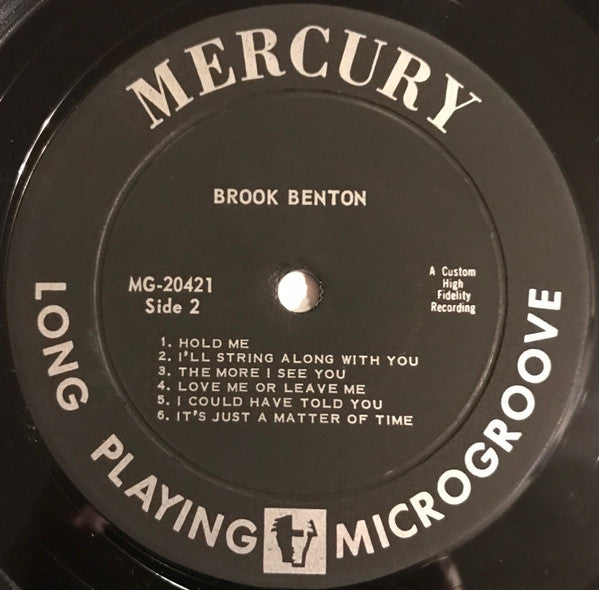 MERCURY
BROOK BENTON
MG-20421
Side 2
A Custom
High
Fidelity
Recording
1. HOLD ME
2. I'LL STRING ALONG WITH YOU
3. THE MORE I SEE YOU
4. LOVE ME OR LEAVE ME
5. I COULD HAVE TOLD YOU
6. IT'S JUST A MATTER OF TIME
LONG PLAYING MICROGROOVE